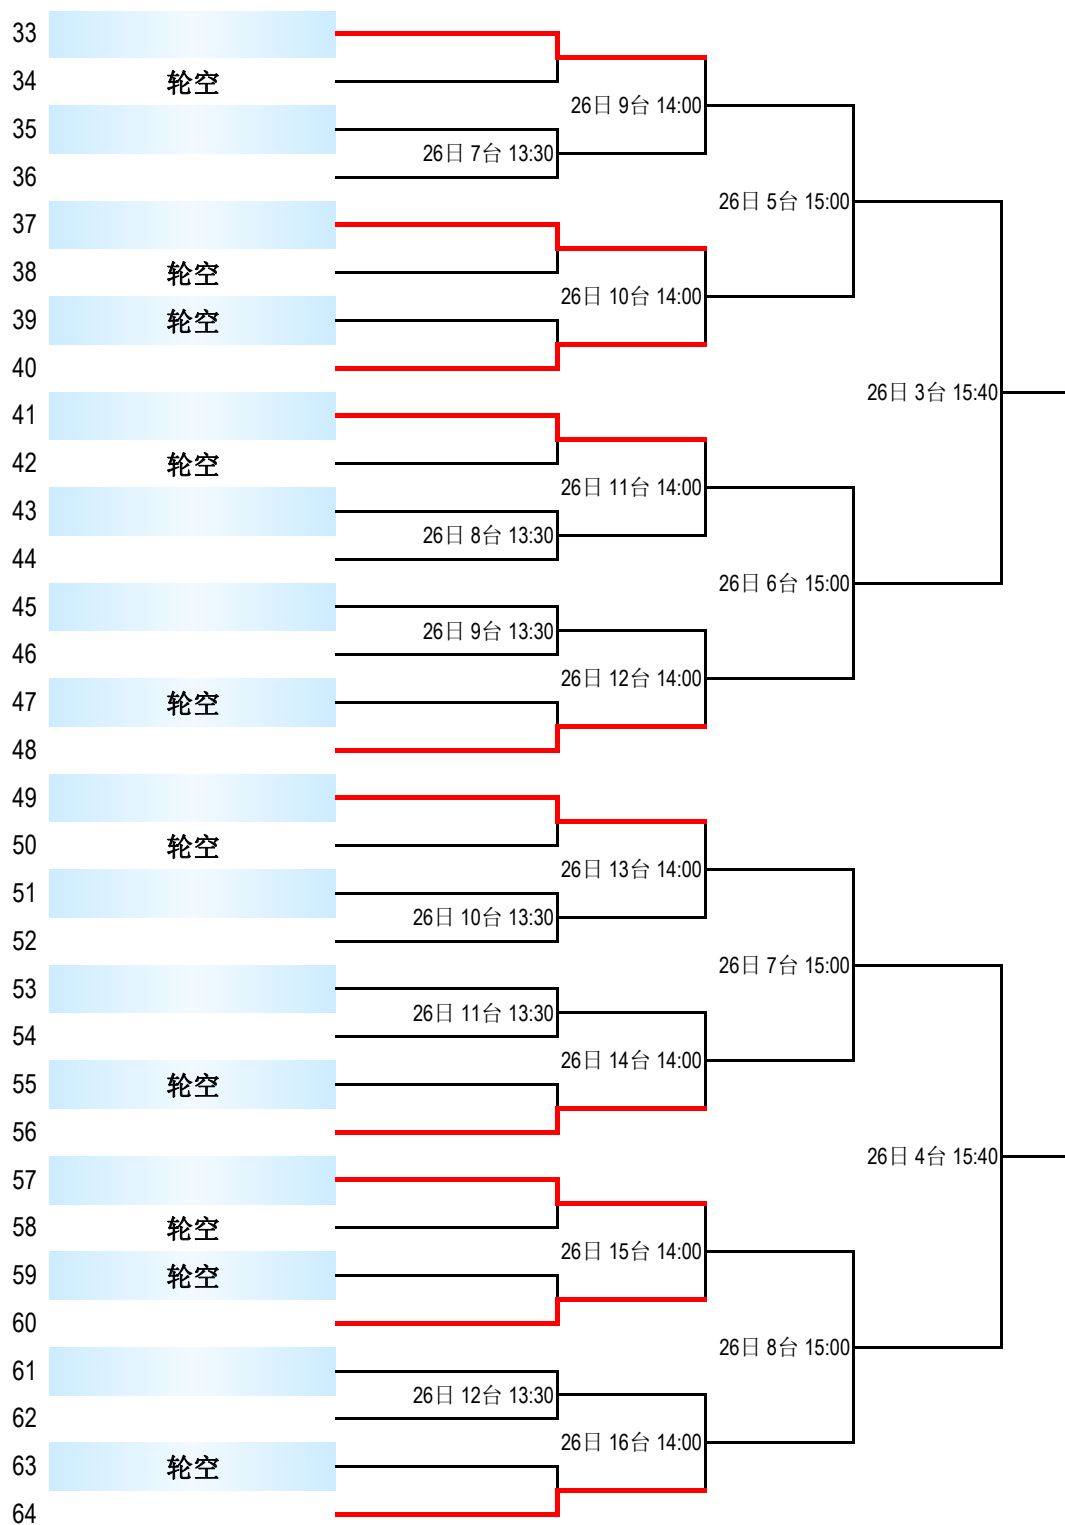 33
34 轮空
26日 9台 14:00
35
26日 7台 13:30
36
26日 5台 15:00
37
38 轮空
26日 10台 14:00
39 轮空
40
26日 3台 15:40
41
42 轮空
26日 11台 14:00
43
26日 8台 13:30
44
26日 6台 15:00
45
26日 9台 13:30
46
26日 12台 14:00
47 轮空
48
49
50 轮空
26日 13台 14:00
51
26日 10台 13:30
52
26日 7台 15:00
53
26日 11台 13:30
54
26日 14台 14:00
55 轮空
56
26日 4台 15:40
57
58 轮空
26日 15台 14:00
59 轮空
60
26日 8台 15:00
61
26日 12台 13:30
62
26日 16台 14:00
63 轮空
64